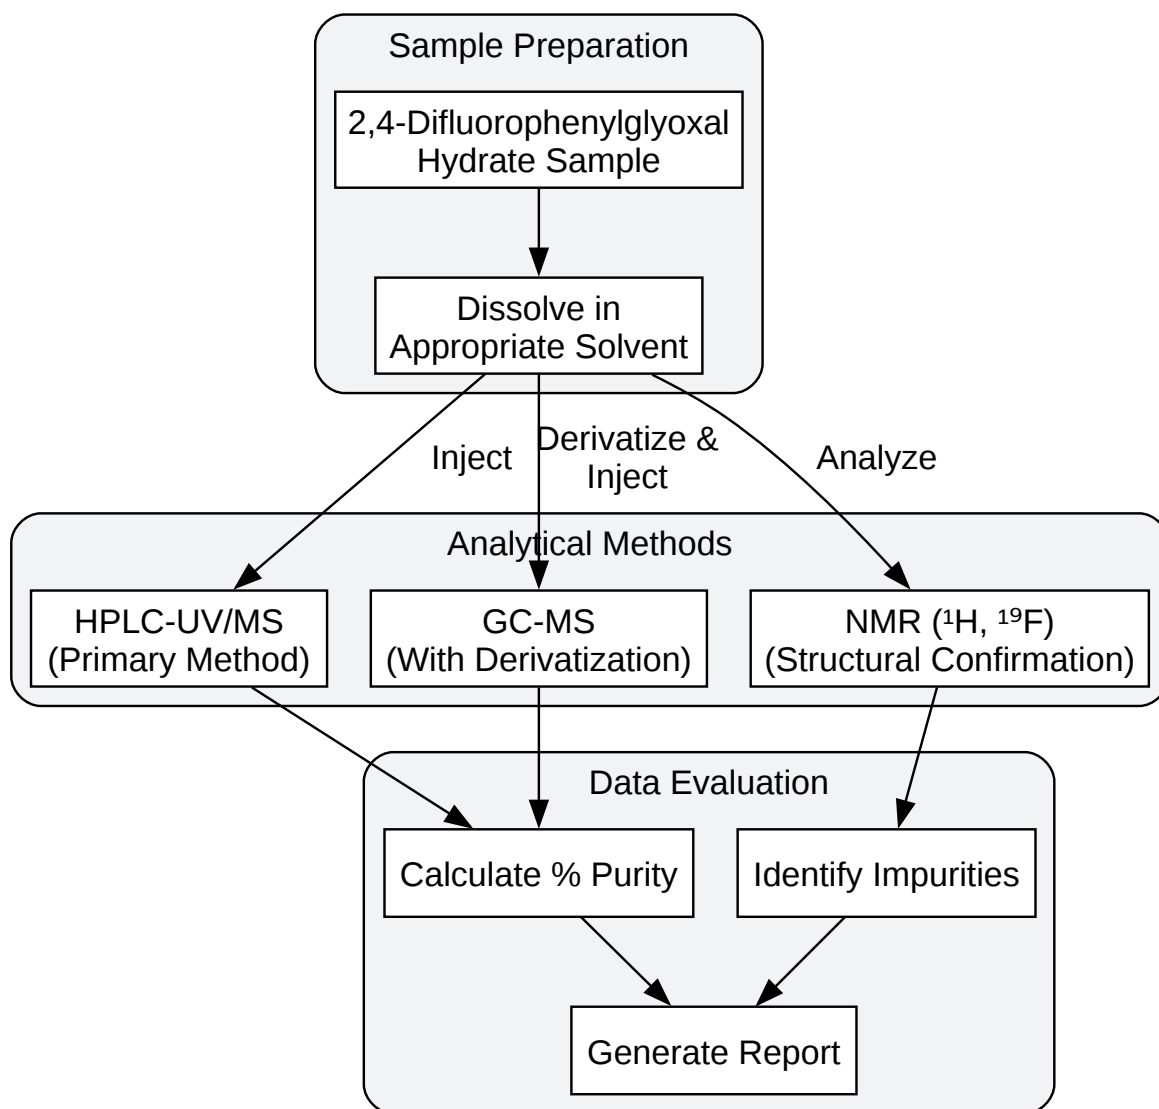 Sample Preparation
2,4-Difluorophenylglyoxal
Hydrate Sample
Dissolve in
Appropriate Solvent
Inject
Derivatize &
Inject
Analyze
Analytical Methods
HPLC-UV/MS
(Primary Method)
GC-MS
(With Derivatization)
NMR (¹H, ¹⁹F)
(Structural Confirmation)
Data Evaluation
Calculate % Purity
Identify Impurities
Generate Report